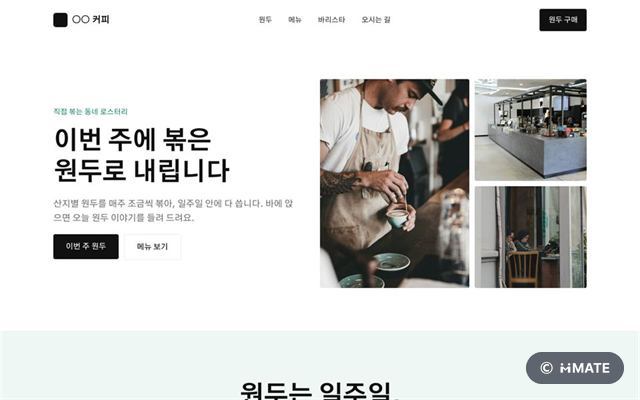 ○○ 커피
원두
메뉴
바리스타
오시는 길
원두 구매
직접 볶는 동네 로스터리
이번 주에 볶은
원두로 내립니다
산지별 원두를 매주 조금씩 볶아, 일주일 안에 다 씁니다. 바에 앉
으면 오늘 원두 이야기를 들려 드려요.
이번 주 원두
메뉴 보기
원두는 일주일,
© MMATE